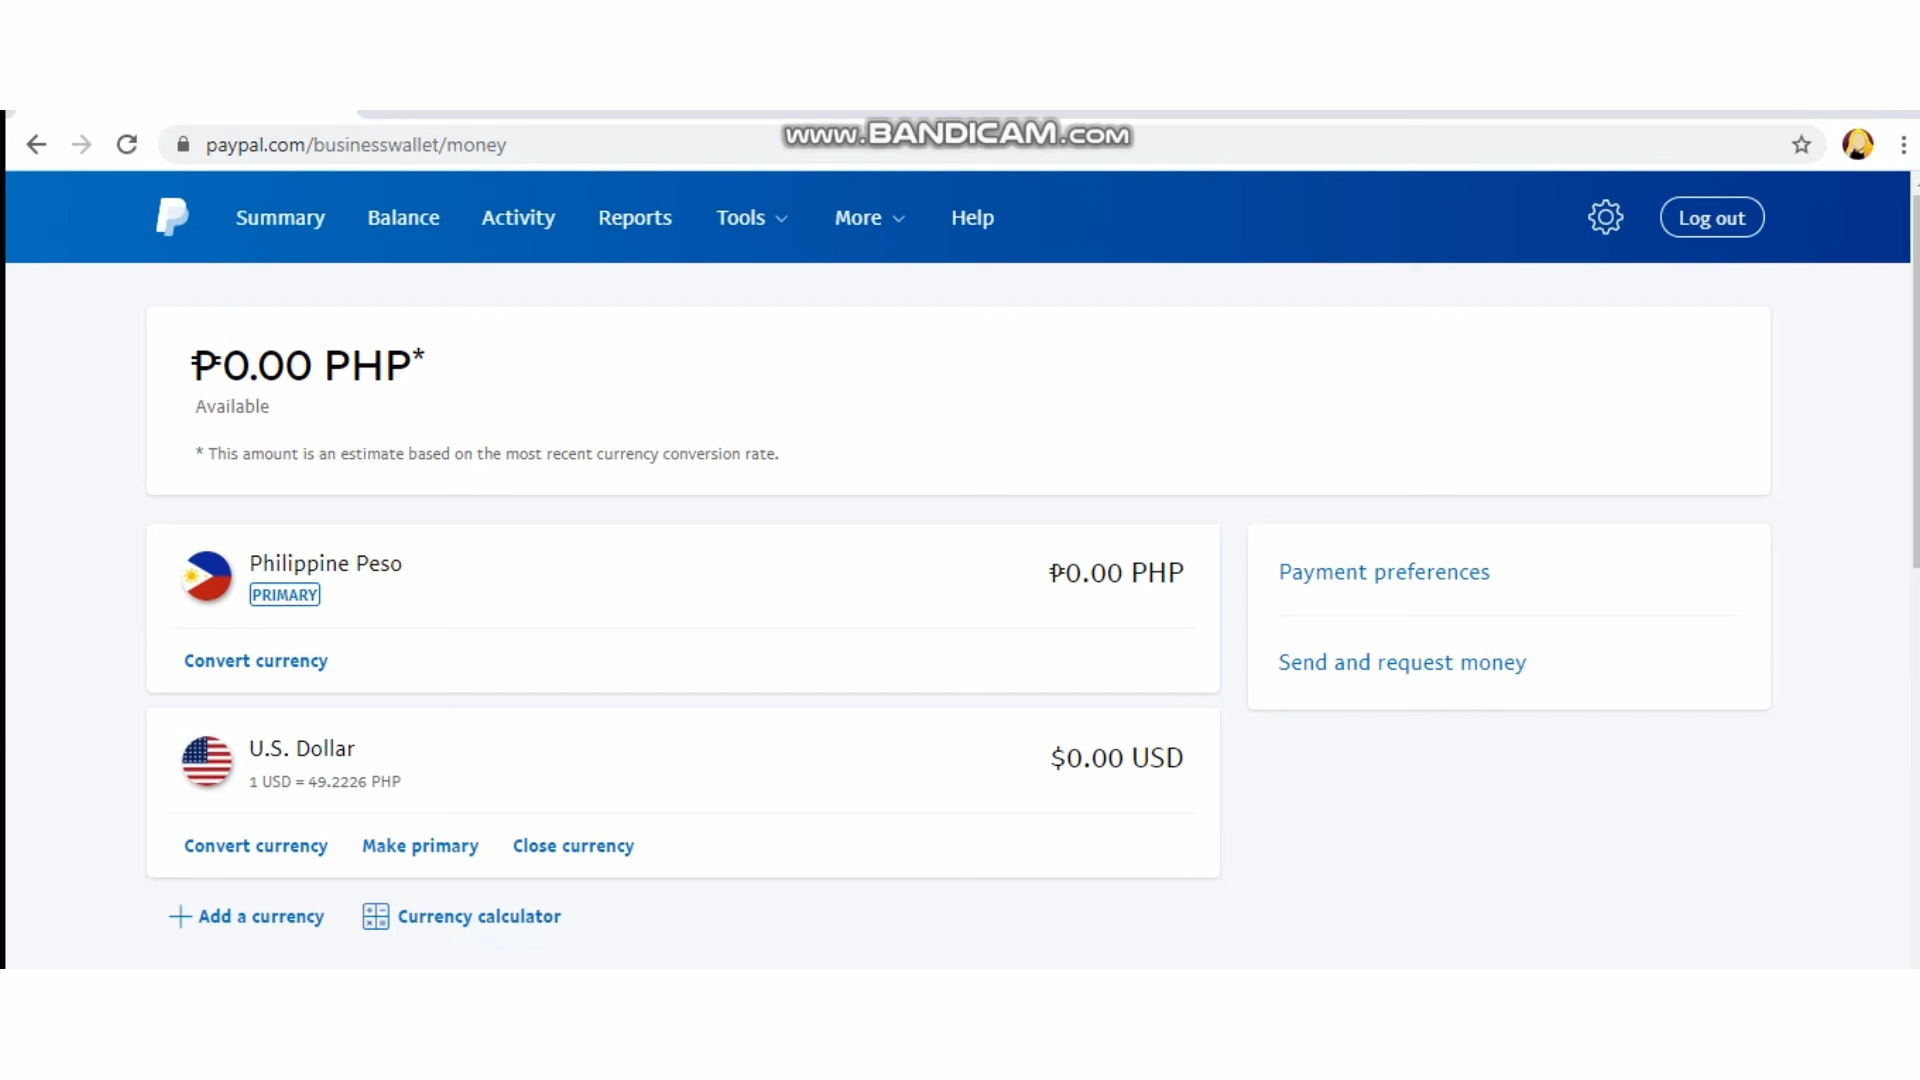 www.BANDICAM.com
paypal.com/businesswallet/money
Summary Balance Activity Reports Tools More Help Log out
₱0.00 PHP*
Available
* This amount is an estimate based on the most recent currency conversion rate.
Philippine Peso
PRIMARY
₱0.00 PHP
Convert currency
Payment preferences
Send and request money
U.S. Dollar
1 USD = 49.2226 PHP
$0.00 USD
Convert currency Make primary Close currency
Add a currency Currency calculator